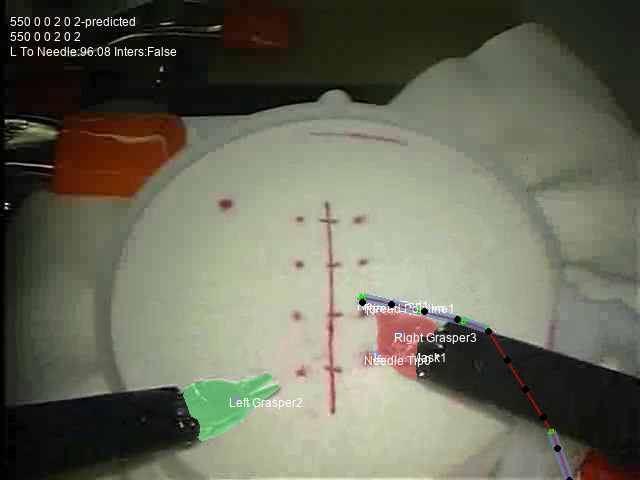 550 0 0 2 0 2-predicted
550 0 0 2 0 2
L To Needle:96.08 Inters:False
Right Grasper3
Needle Tip0
Left Grasper2